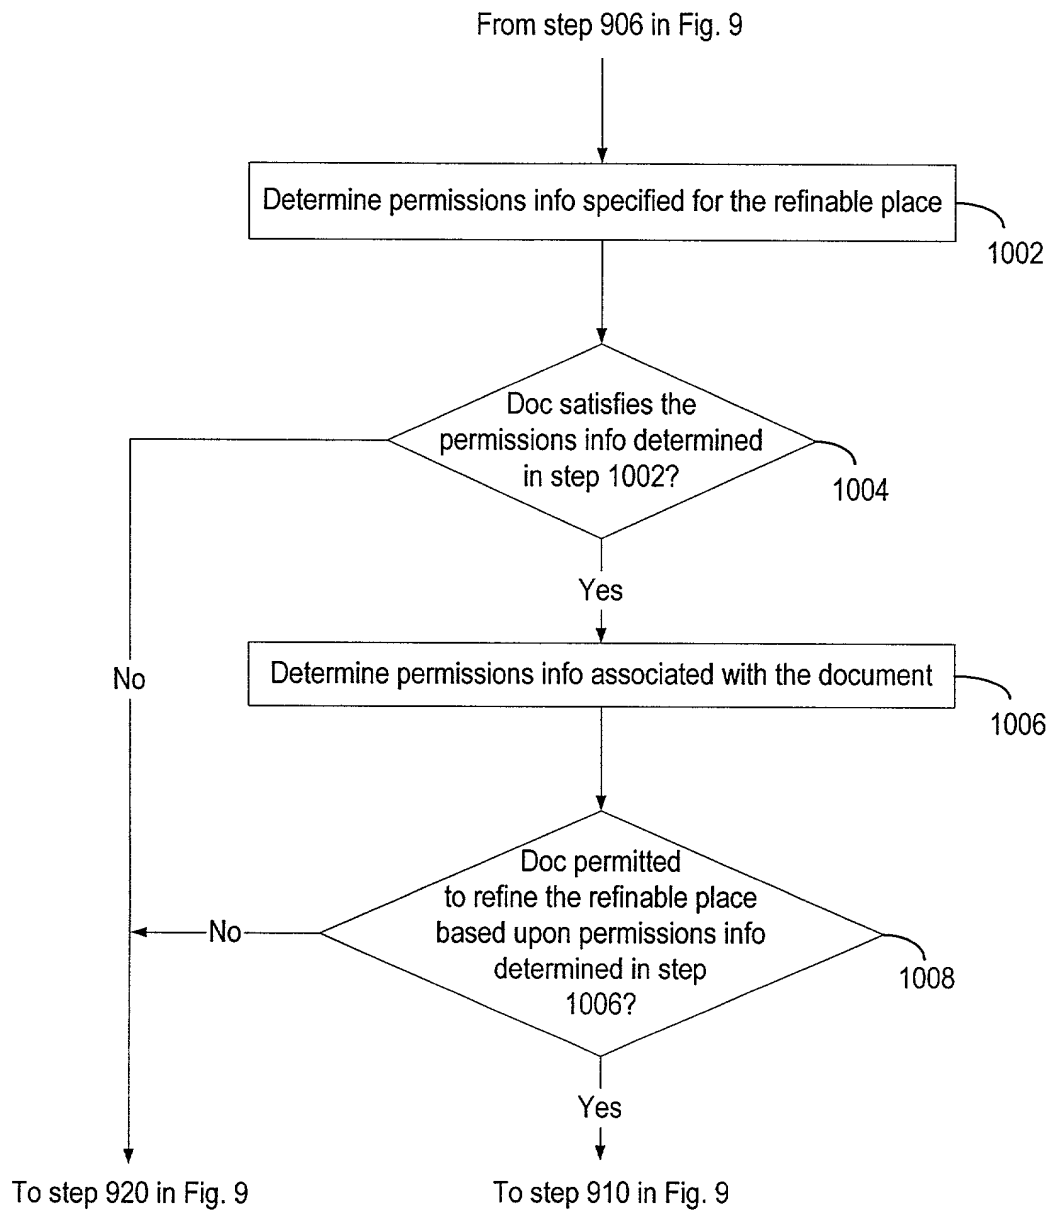 From step 906 in Fig. 9
Determine permissions info specified for the refinable place
1002
Doc satisfies the
permissions info determined
in step 1002?
1004
Yes
No
Determine permissions info associated with the document
1006
Doc permitted
to refine the refinable place
based upon permissions info
determined in step
1006?
No
1008
Yes
To step 920 in Fig. 9
To step 910 in Fig. 9